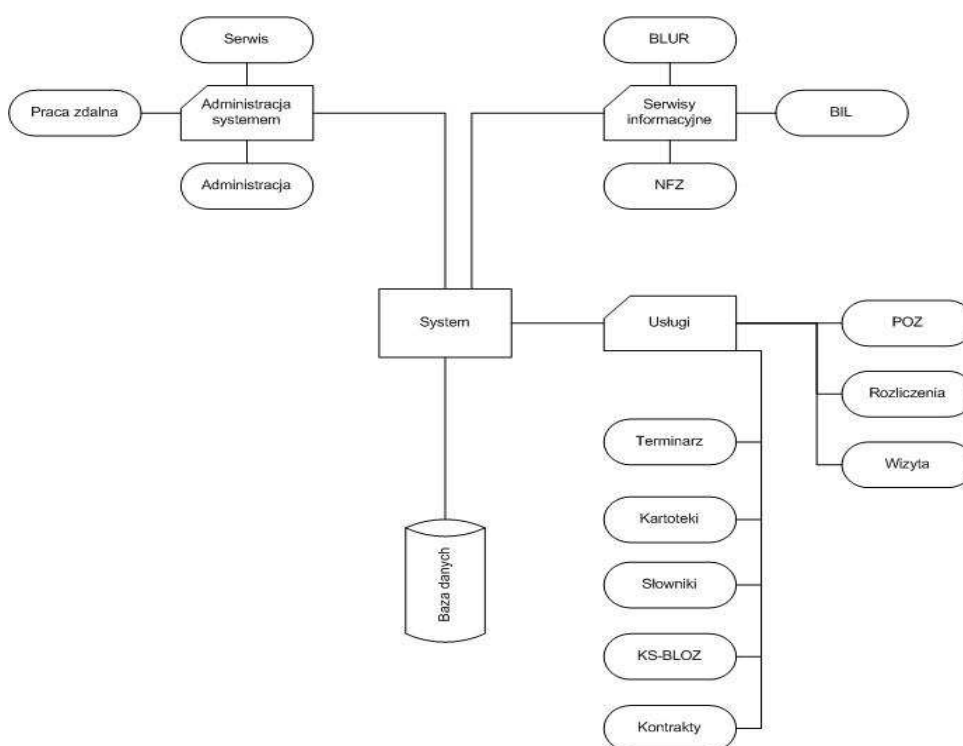 Serwis
BLUR
Praca zdalna
Administracja
systemem
Serwisy
informacyjne
BIL
Administracja
NFZ
System
Usługi
POZ
Rozliczenia
Terminarz
Wizyta
Kartoteki
Baza danych
Słowniki
KS-BLOZ
Kontrakty